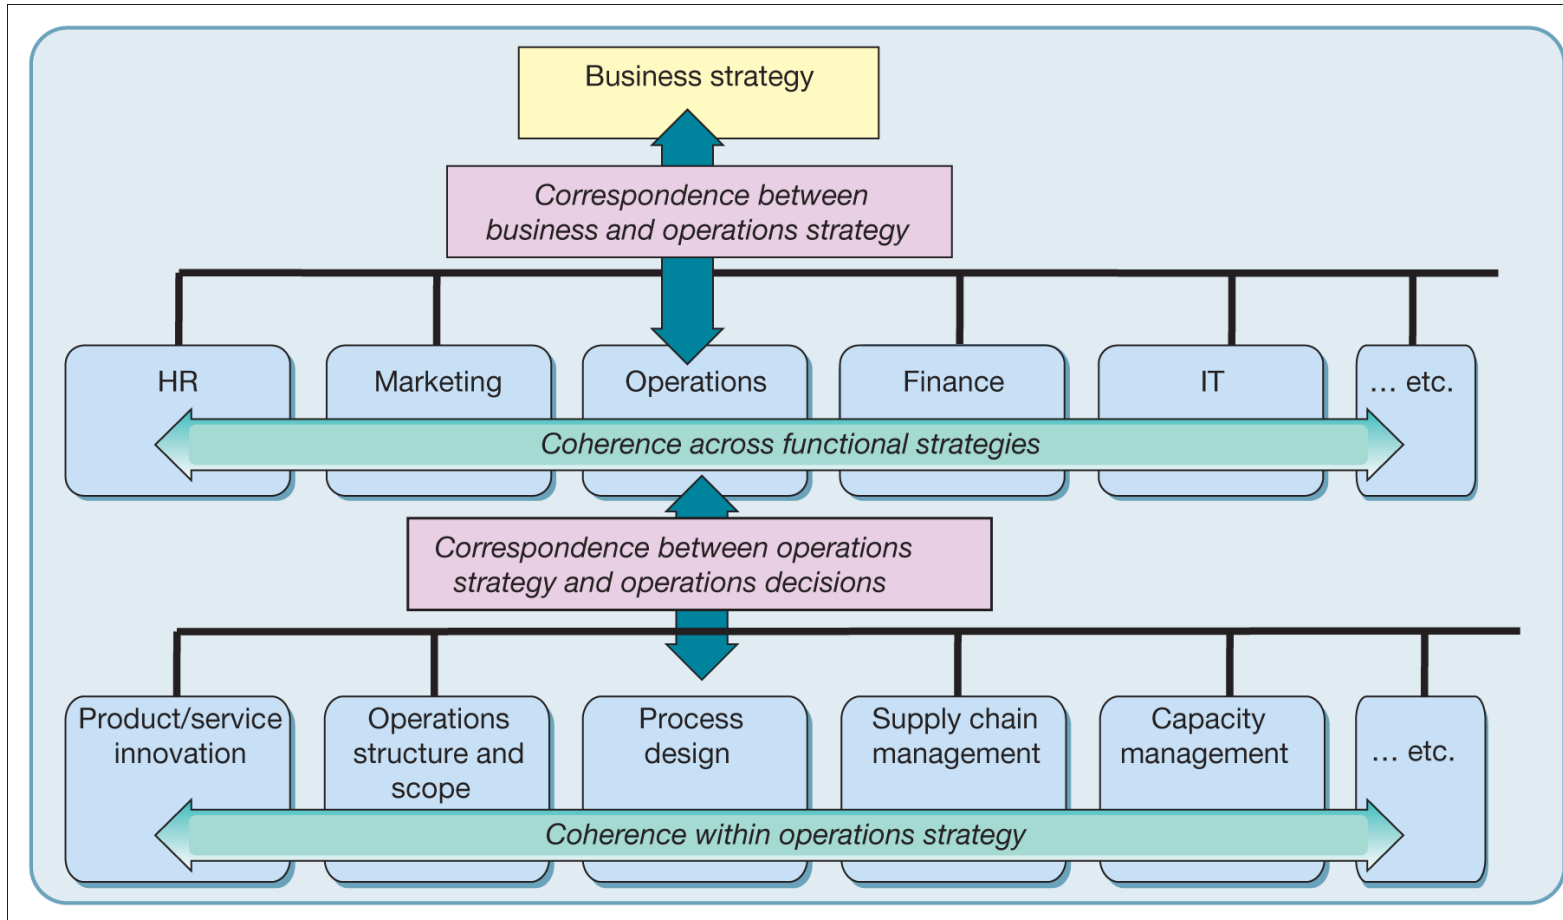 Business strategy
Correspondence between
business and operations strategy
HR
Marketing
Operations
Finance
IT
... etc.
Coherence across functional strategies
Correspondence between operations
strategy and operations decisions
Product/service
innovation
Operations
structure and
scope
Process
design
Supply chain
management
Capacity
management
... etc.
Coherence within operations strategy